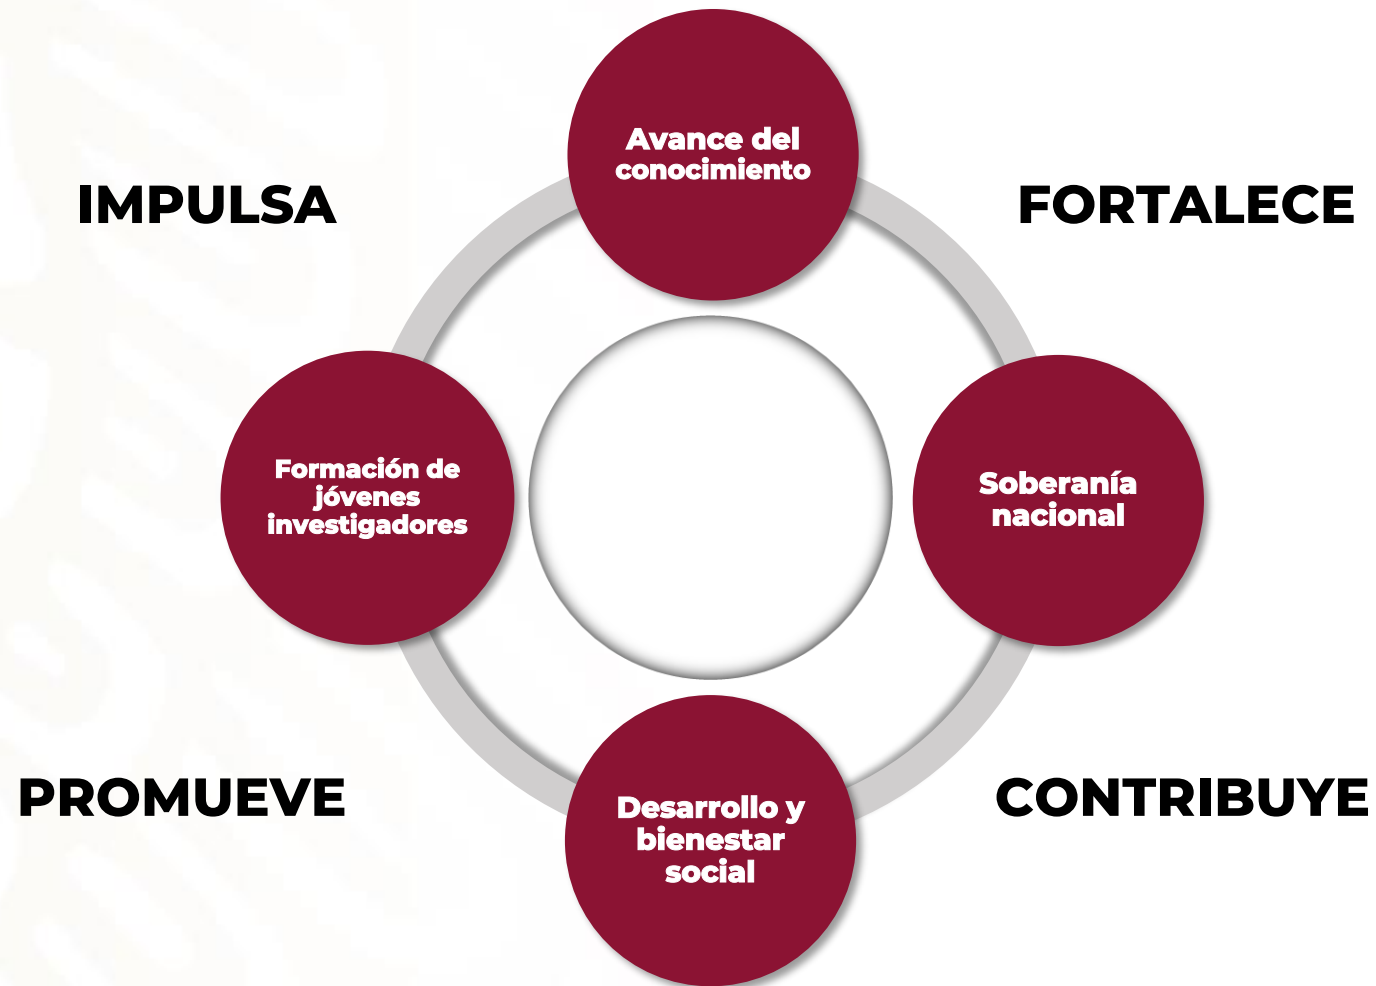 Avance del
conocimiento
IMPULSA
FORTALECE
Formación de
jóvenes
investigadores
Soberanía
nacional
PROMUEVE
CONTRIBUYE
Desarrollo y
bienestar
social